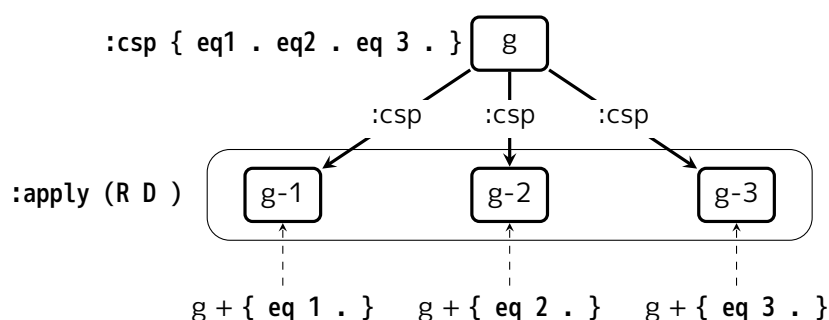 :csp { eq1 . eq2 . eq 3 . } g
:csp :csp :csp
:apply (R D ) g-1 g-2 g-3
g + { eq 1 . } g + { eq 2 . } g + { eq 3 . }